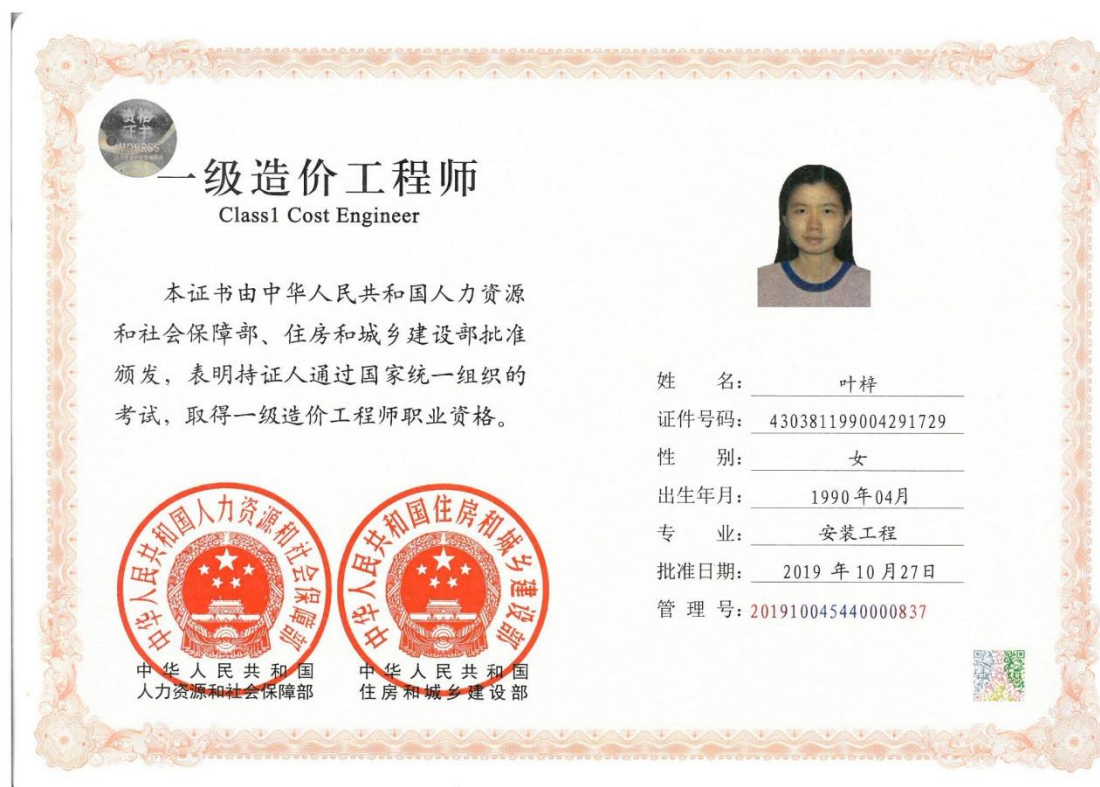 资格
证书
MOHRSS
一级造价工程师
Class1 Cost Engineer
本证书由中华人民共和国人力资源
和社会保障部、住房和城乡建设部批准
颁发，表明持证人通过国家统一组织的
考试，取得一级造价工程师职业资格。
中华人民共和国人力资源和社会保障部
中华人民共和国住房和城乡建设部
中华人民共和国
人力资源和社会保障部
中华人民共和国
住房和城乡建设部
姓 名：叶梓
证件号码：430381199004291729
性 别：女
出生年月：1990年04月
专 业：安装工程
批准日期：2019 年 10 月27日
管 理 号：201910045440000837